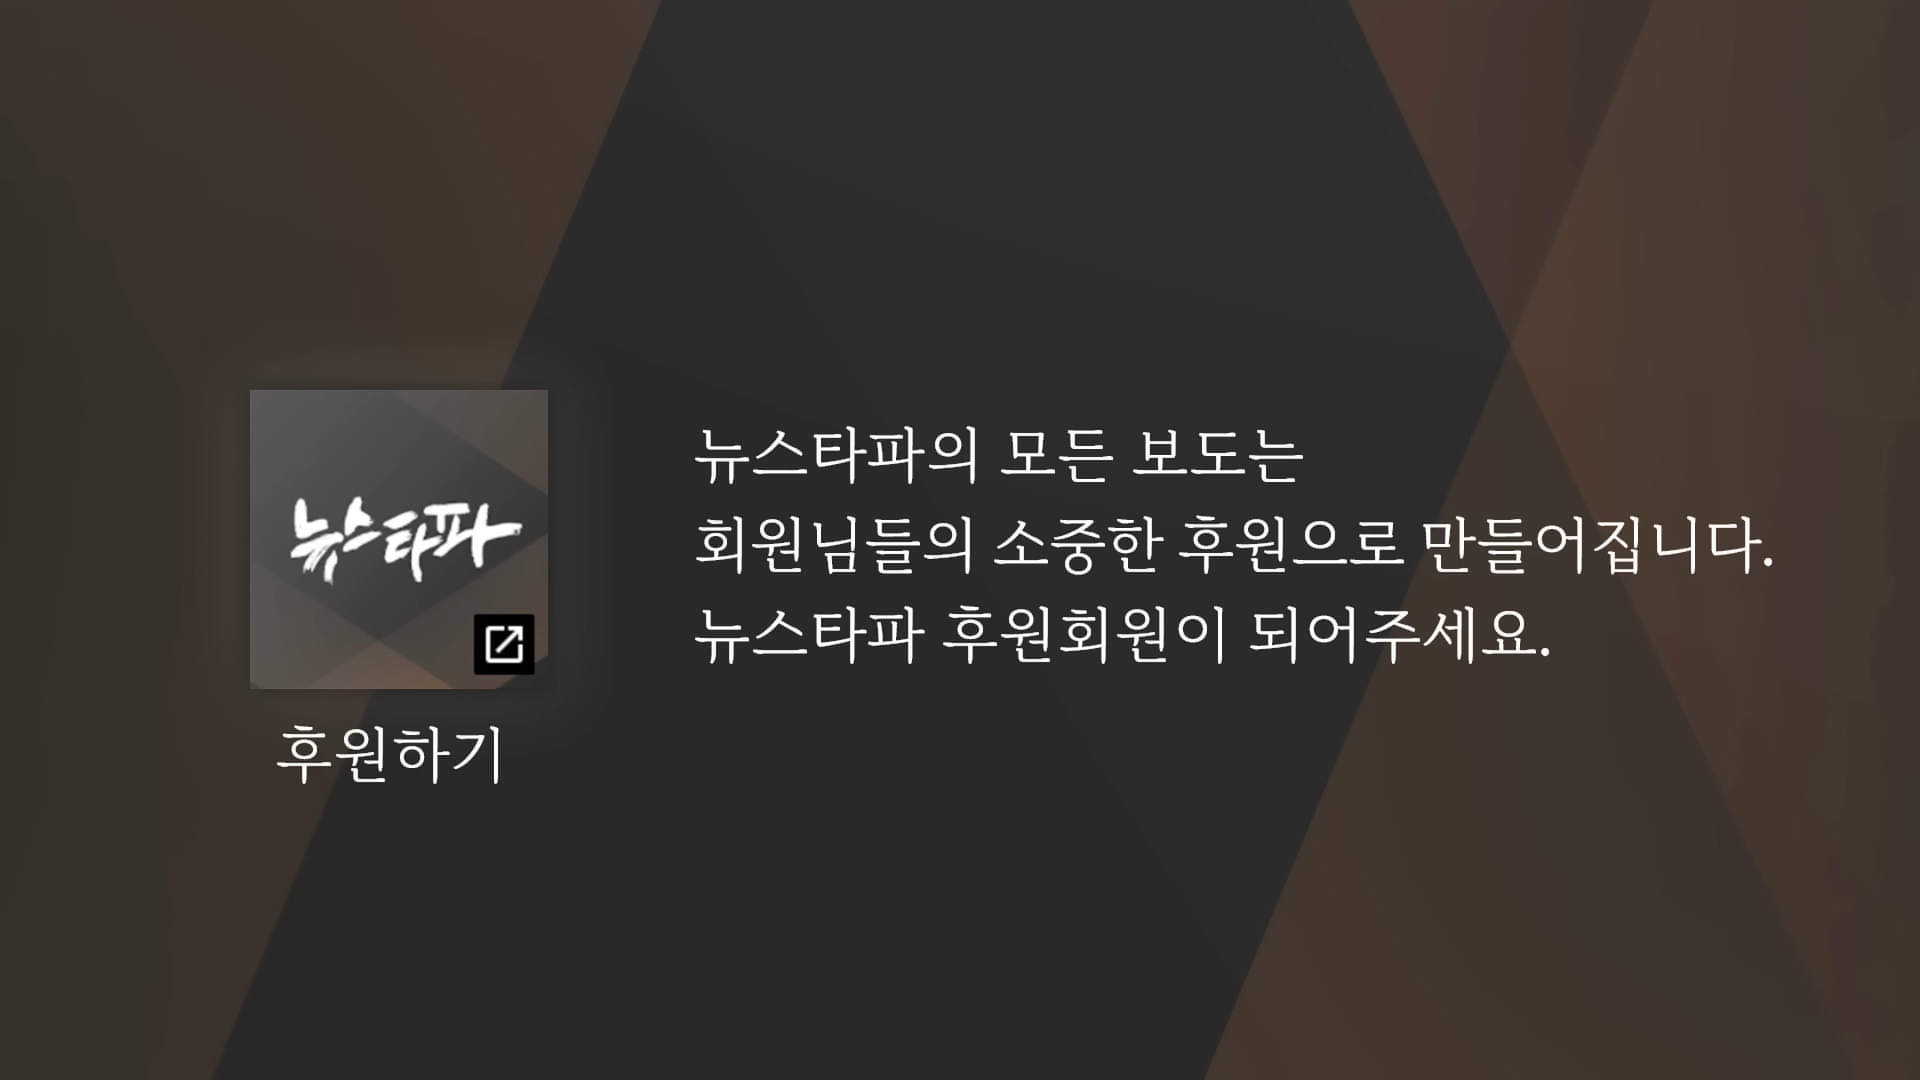 뉴스타파
후원하기
뉴스타파의 모든 보도는
회원님들의 소중한 후원으로 만들어집니다.
뉴스타파 후원회원이 되어주세요.